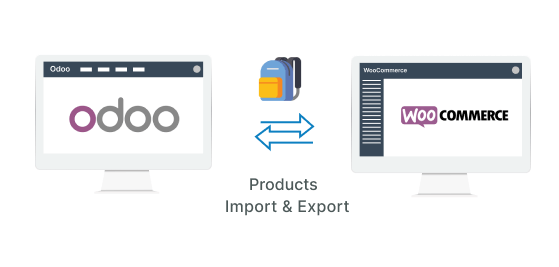 Odoo
odoo
WooCommerce
WOO COMMERCE
Products
Import & Export